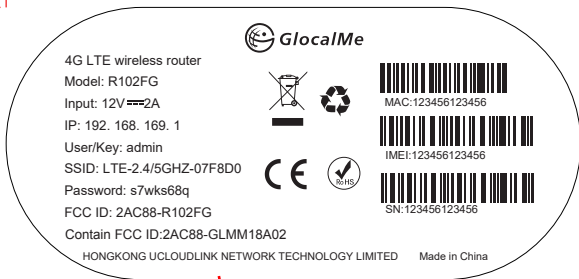 GlocalMe
4G LTE wireless router
Model: R102FG
Input: 12V⎓2A
IP: 192. 168. 169. 1
User/Key: admin
SSID: LTE-2.4/5GHZ-07F8D0
Password: s7wks68q
FCC ID: 2AC88-R102FG
Contain FCC ID:2AC88-GLMM18A02
MAC:123456123456
IMEI:123456123456
SN:123456123456
CE
RoHS
HONGKONG UCLOUDLINK NETWORK TECHNOLOGY LIMITED Made in China